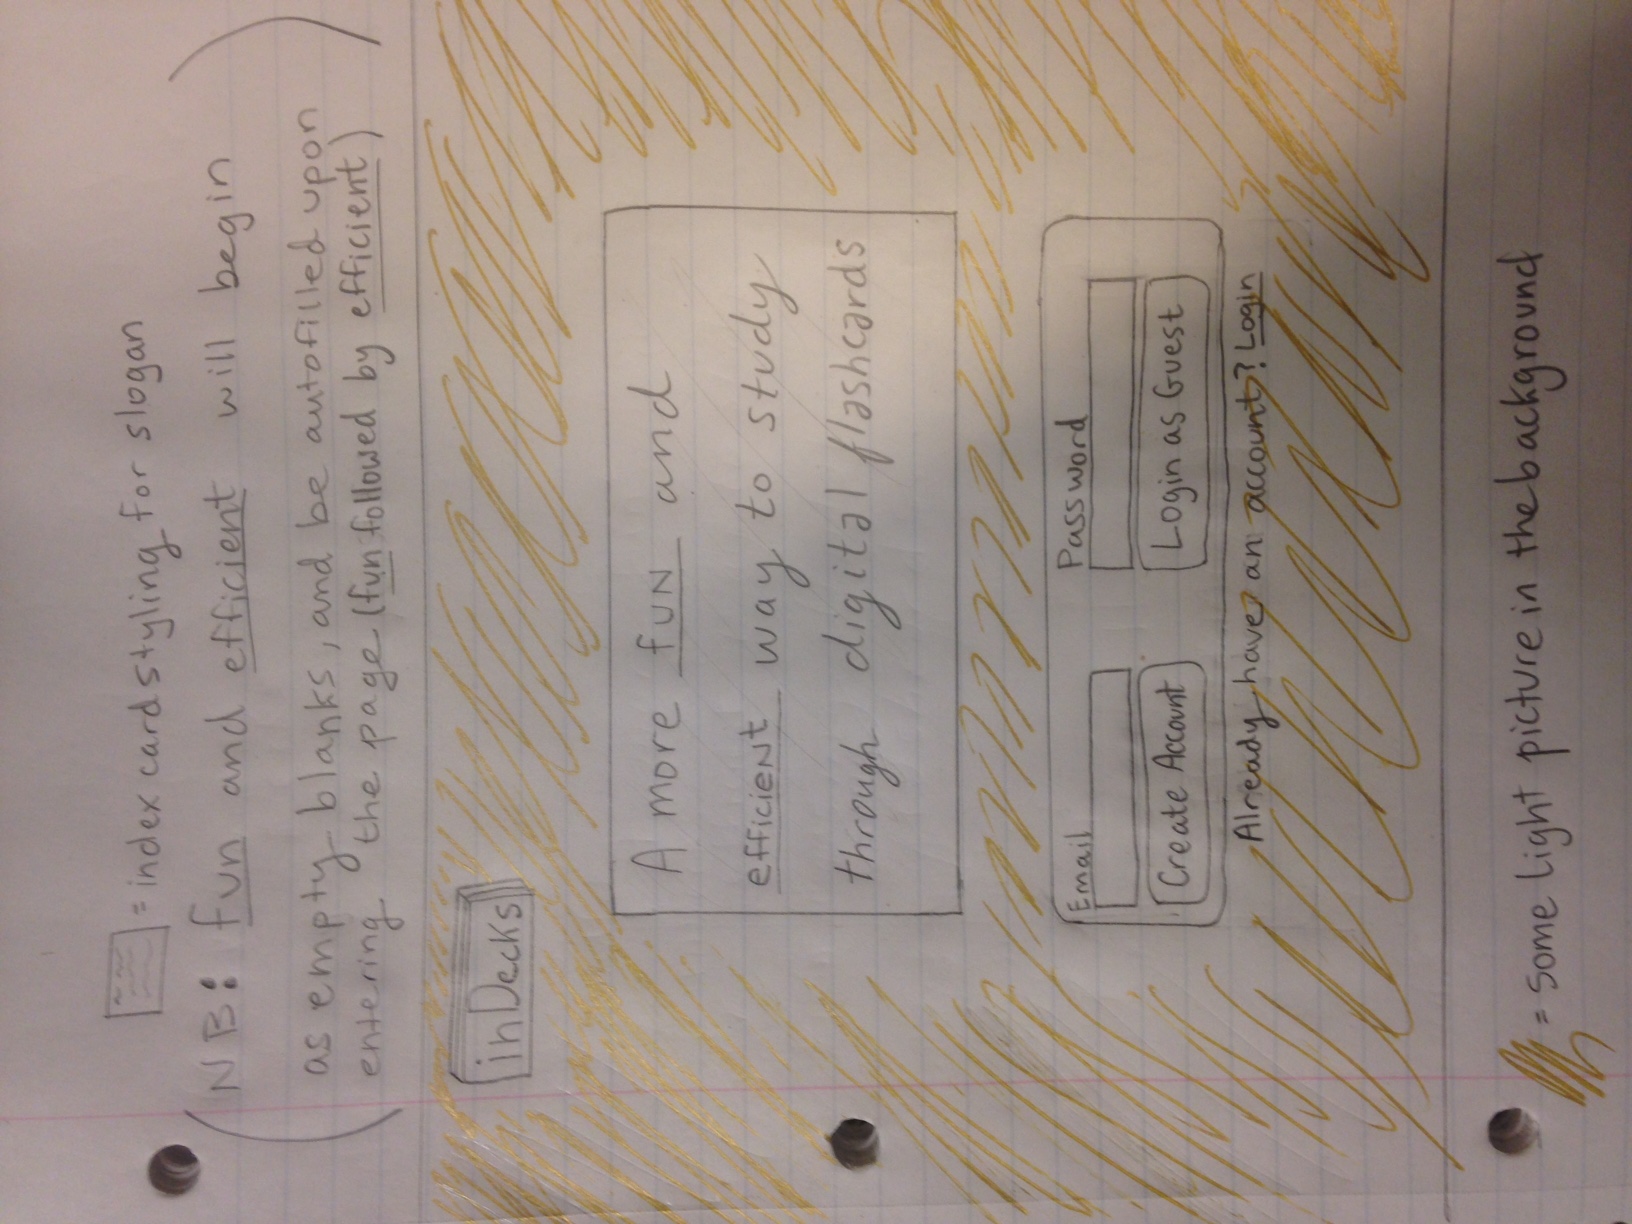 = index card styling for slogan
(NB: fun and efficient will begin
as empty blanks, and be autofilled upon
entering the page (fun followed by efficient))
inDecks
A more fun and
efficient way to study
through digital flashcards
Email Password
Create Account Login as Guest
Already have an account? Login
= some light picture in the background